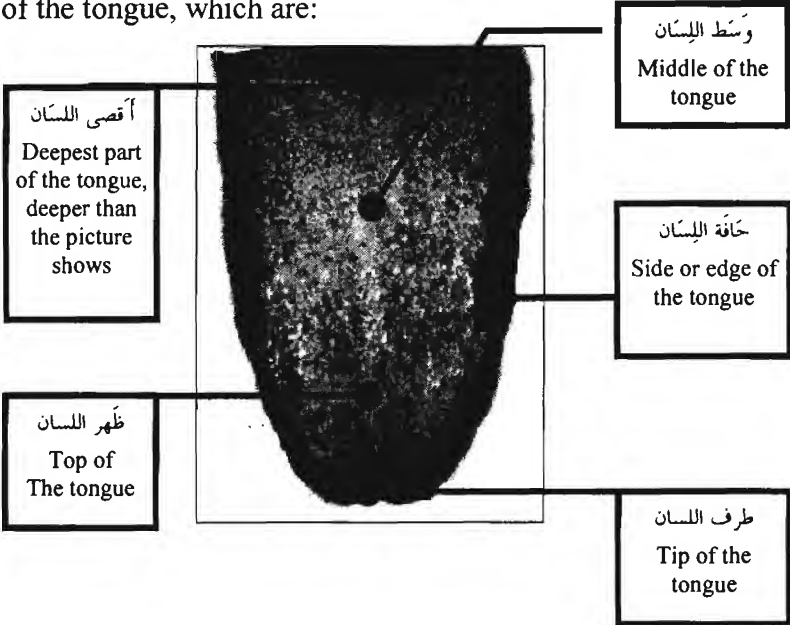 of the tongue, which are:
وَسَط اللِسَان
Middle of the
tongue
أَقصى اللسَان
Deepest part
of the tongue,
deeper than
the picture
shows
حَافَة اللِسَان
Side or edge of
the tongue
ظَهر اللسان
Top of
The tongue
طرف اللسان
Tip of the
tongue